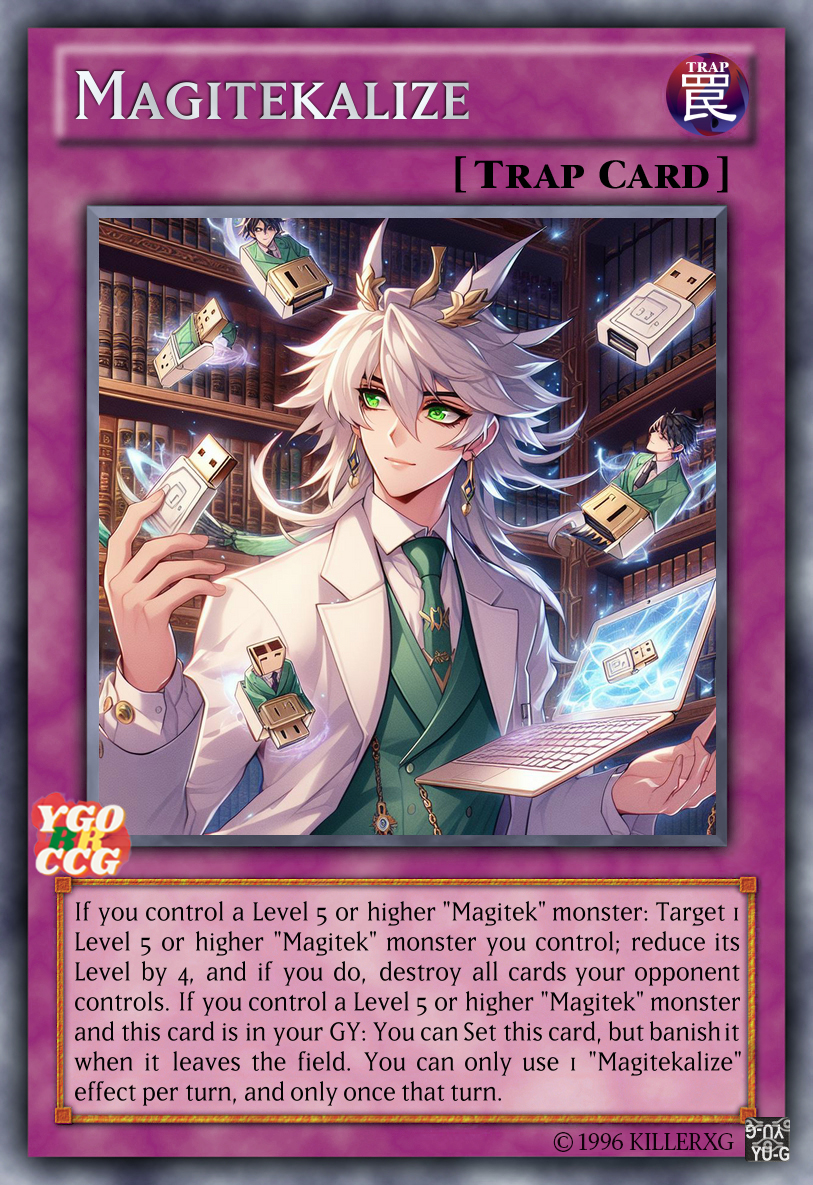 MAGITEKALIZE
TRAP
罠
[TRAP CARD]
YGO
RR
CCG
If you control a Level 5 or higher "Magitek" monster: Target 1
Level 5 or higher "Magitek" monster you control; reduce its
Level by 4, and if you do, destroy all cards your opponent
controls. If you control a Level 5 or higher "Magitek" monster
and this card is in your GY: You can Set this card, but banish it
when it leaves the field. You can only use 1 "Magitekalize"
effect per turn, and only once that turn.
© 1996 KILLERXG
YU-G
YU-G